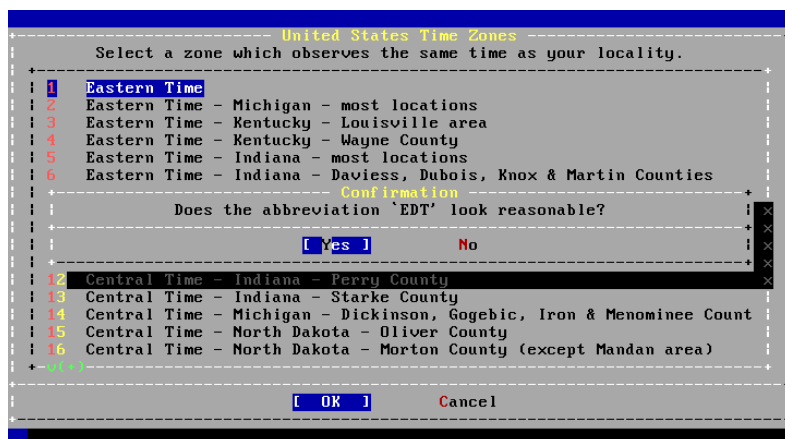 United States Time Zones
Select a zone which observes the same time as your locality.
1 Eastern Time
2 Eastern Time - Michigan - most locations
3 Eastern Time - Kentucky - Louisville area
4 Eastern Time - Kentucky - Wayne County
5 Eastern Time - Indiana - most locations
6 Eastern Time - Indiana - Daviess, Dubois, Knox & Martin Counties
Confirmation
Does the abbreviation `EDT' look reasonable?
[ Yes ] No
12 Central Time - Indiana - Perry County
13 Central Time - Indiana - Starke County
14 Central Time - Michigan - Dickinson, Gogebic, Iron & Menominee Count
15 Central Time - North Dakota - Oliver County
16 Central Time - North Dakota - Morton County (except Mandan area)
v(+)
[ OK ] Cancel